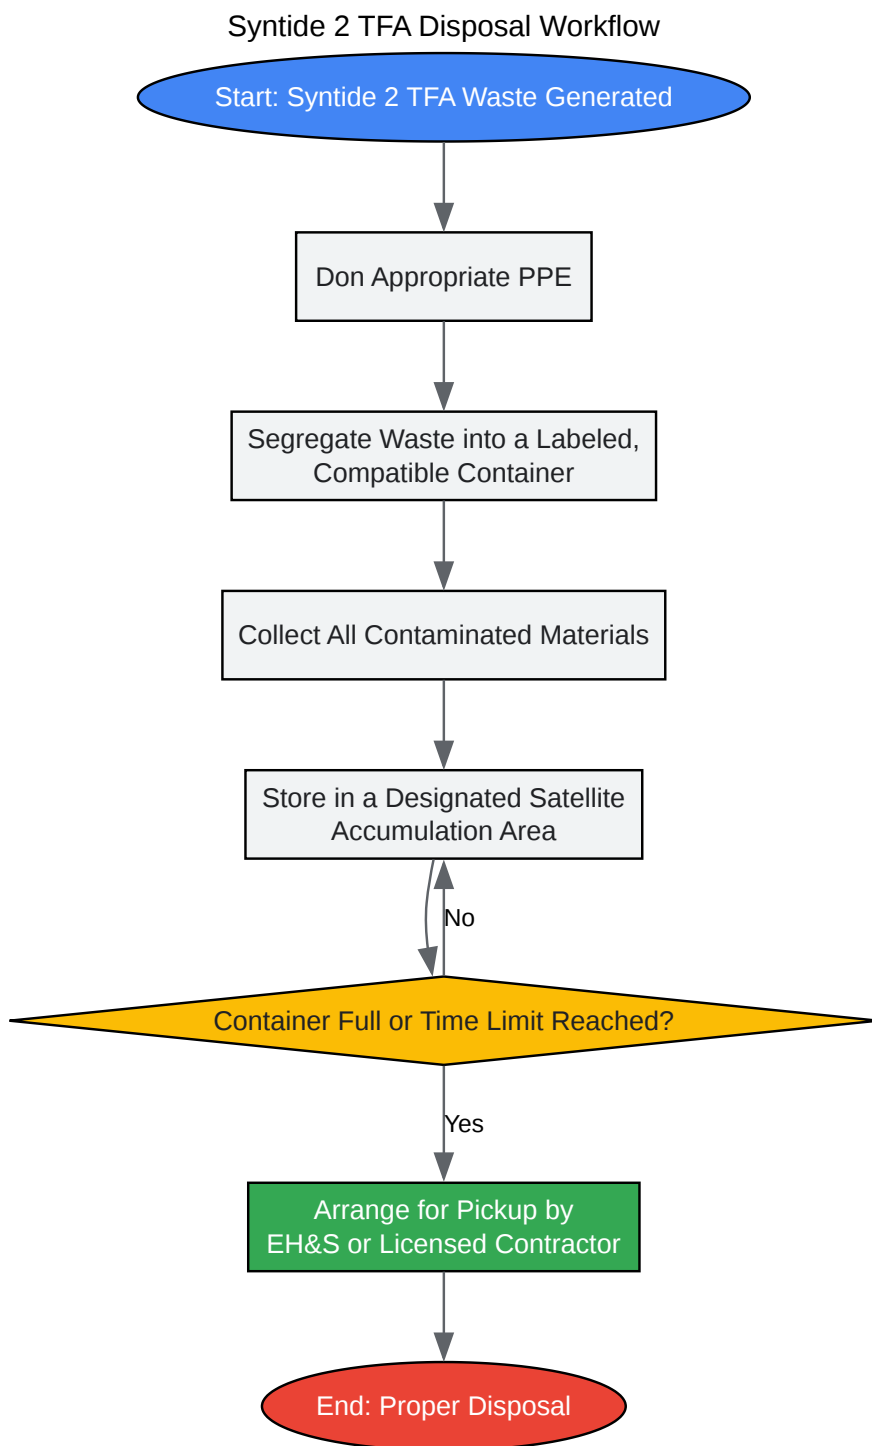 Syntide 2 TFA Disposal Workflow
Start: Syntide 2 TFA Waste Generated
Don Appropriate PPE
Segregate Waste into a Labeled,
Compatible Container
Collect All Contaminated Materials
Store in a Designated Satellite
Accumulation Area
No
Container Full or Time Limit Reached?
Yes
Arrange for Pickup by
EH&S or Licensed Contractor
End: Proper Disposal